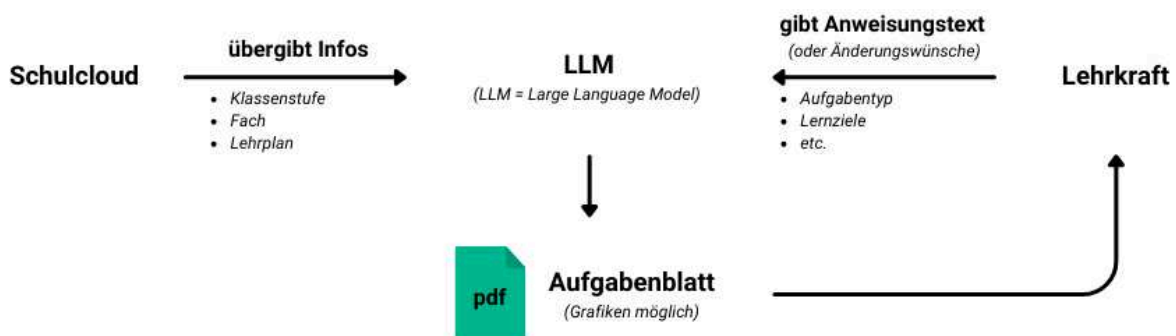 gibt Anweisungstext
(oder Änderungswünsche)
übergibt Infos
Schulcloud
LLM
(LLM = Large Language Model)
Lehrkraft
• Klassenstufe
• Fach
• Lehrplan
• Aufgabentyp
• Lernziele
• etc.
pdf
Aufgabenblatt
(Grafiken möglich)